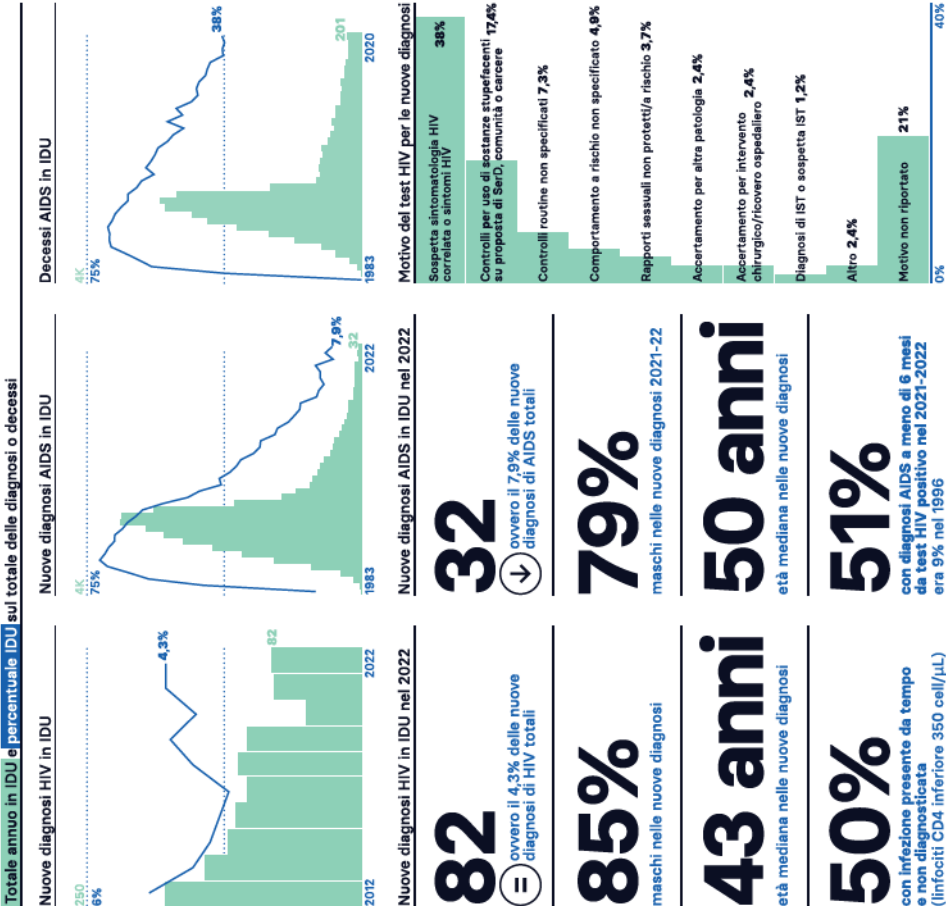 Totale annuo in IDU e percentuale IDU sul totale delle diagnosi o decessi
Nuove diagnosi HIV in IDU
250
6%
4,3%
82
2012
2022
Nuove diagnosi HIV in IDU nel 2022
82
= ovvero il 4,3% delle nuove
diagnosi di HIV totali
85%
maschi nelle nuove diagnosi
43 anni
età mediana nelle nuove diagnosi
50%
con infezione presente da tempo
e non diagnosticata
(linfociti CD4 inferiore 350 cell/μL)
Nuove diagnosi AIDS in IDU
4K
75%
7,9%
32
1983
2022
Nuove diagnosi AIDS in IDU nel 2022
32
↓ ovvero il 7,9% delle nuove
diagnosi di AIDS totali
79%
maschi nelle nuove diagnosi 2021-22
50 anni
età mediana nelle nuove diagnosi
51%
con diagnosi AIDS a meno di 6 mesi
da test HIV positivo nel 2021-2022
era 9% nel 1996
Decessi AIDS in IDU
4K
75%
38%
201
1983
2020
Motivo del test HIV per le nuove diagnosi
Sospetta sintomatologia HIV
correlata o sintomi HIV
38%
Controlli per uso di sostanze stupefacenti 17,4%
su proposta di SerD, comunità o carcere
Controlli routine non specificati 7,3%
Comportamento a rischio non specificato 4,9%
Rapporti sessuali non protetti/a rischio 3,7%
Accertamento per altra patologia 2,4%
Accertamento per intervento 2,4%
chirurgico/ricovero ospedaliero
Diagnosi di IST o sospetta IST 1,2%
Altro 2,4%
Motivo non riportato
21%
0%
40%